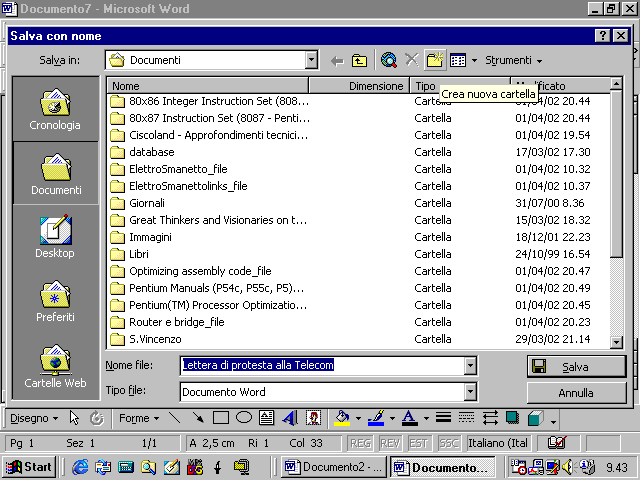 Documento7 - Microsoft Word
Salva con nome
Salva in: Documenti Strumenti
Nome Dimensione Tipo Modificato
Crea nuova cartella
80x86 Integer Instruction Set (808... Cartella 01/04/02 20.44
80x87 Instruction Set (8087 - Penti... Cartella 01/04/02 20.44
Ciscoland - Approfondimenti tecnici... Cartella 01/04/02 19.54
database Cartella 17/03/02 17.30
ElettroSmanetto_file Cartella 01/04/02 10.32
ElettroSmanettolinks_file Cartella 01/04/02 10.37
Giornali Cartella 31/07/00 8.36
Great Thinkers and Visionaries on t... Cartella 15/03/02 18.32
Immagini Cartella 18/12/01 22.23
Libri Cartella 24/10/99 16.54
Optimizing assembly code_file Cartella 01/04/02 20.47
Pentium Manuals (P54c, P55c, P5)... Cartella 01/04/02 20.49
Pentium(TM) Processor Optimizatio... Cartella 01/04/02 20.45
Router e bridge_file Cartella 01/04/02 20.23
S.Vincenzo Cartella 29/03/02 21.14
Cronologia
Documenti
Desktop
Preferiti
Cartelle Web
Nome file: Lettera di protesta alla Telecom Salva
Tipo file: Documento Word Annulla
Disegno Forme
Pg 1 Sez 1 1/1 A 2,5 cm Ri 1 Col 33 REG REV EST SSC Italiano (Ital
Start Documento2 - ... Documento... 9.43